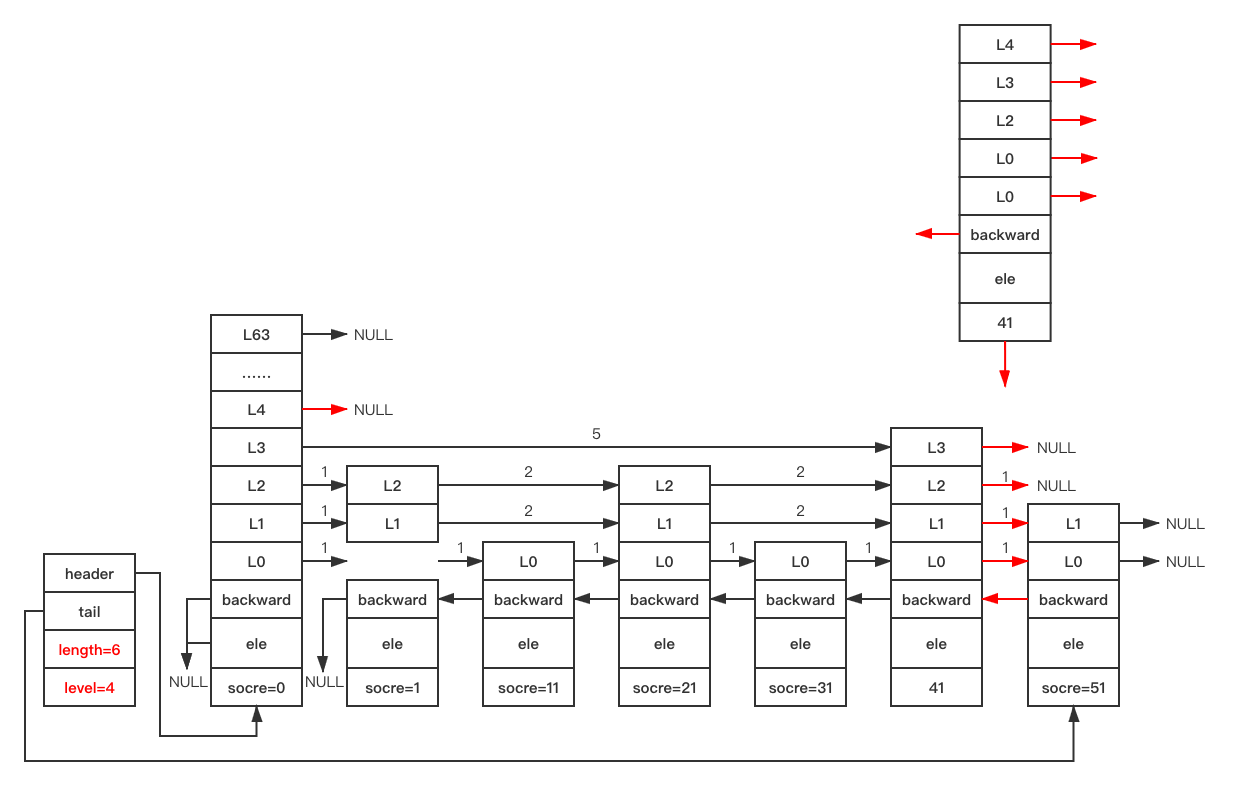 L4
L3
L2
L0
L0
backward
ele
41
L63 NULL
......
L4 NULL
L3 5 L3 NULL
L2 1 L2 2 L2 2 L2 1 NULL
L1 1 L1 2 L1 2 L1 1 L1 NULL
L0 1 1 L0 1 L0 1 L0 1 L0 1 L0 NULL
header
backward backward backward backward backward backward backward
tail
ele ele ele ele ele ele ele
length=6
NULL NULL
level=4 socre=0 socre=1 socre=11 socre=21 socre=31 41 socre=51